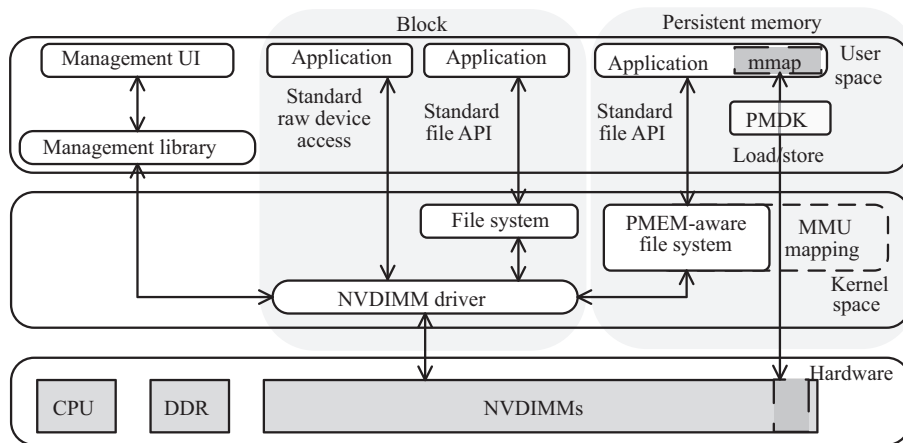 Block
Persistent memory
Management UI
Application
Application
Application
mmap
User
space
Standard
raw device
access
Standard
file API
Standard
file API
PMDK
Load/store
Management library
File system
PMEM-aware
file system
MMU
mapping
NVDIMM driver
Kernel
space
Hardware
CPU
DDR
NVDIMMs